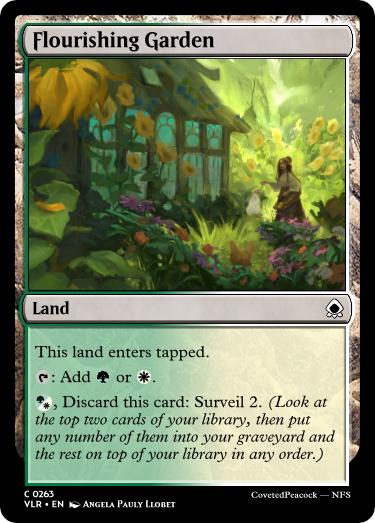 Flourishing Garden
Land
This land enters tapped.
: Add or .
, Discard this card: Surveil 2. (Look at
the top two cards of your library, then put
any number of them into your graveyard and
the rest on top of your library in any order.)
C 0263
VLR • EN Angela Pauly Llobet
CovetedPeacock — NFS